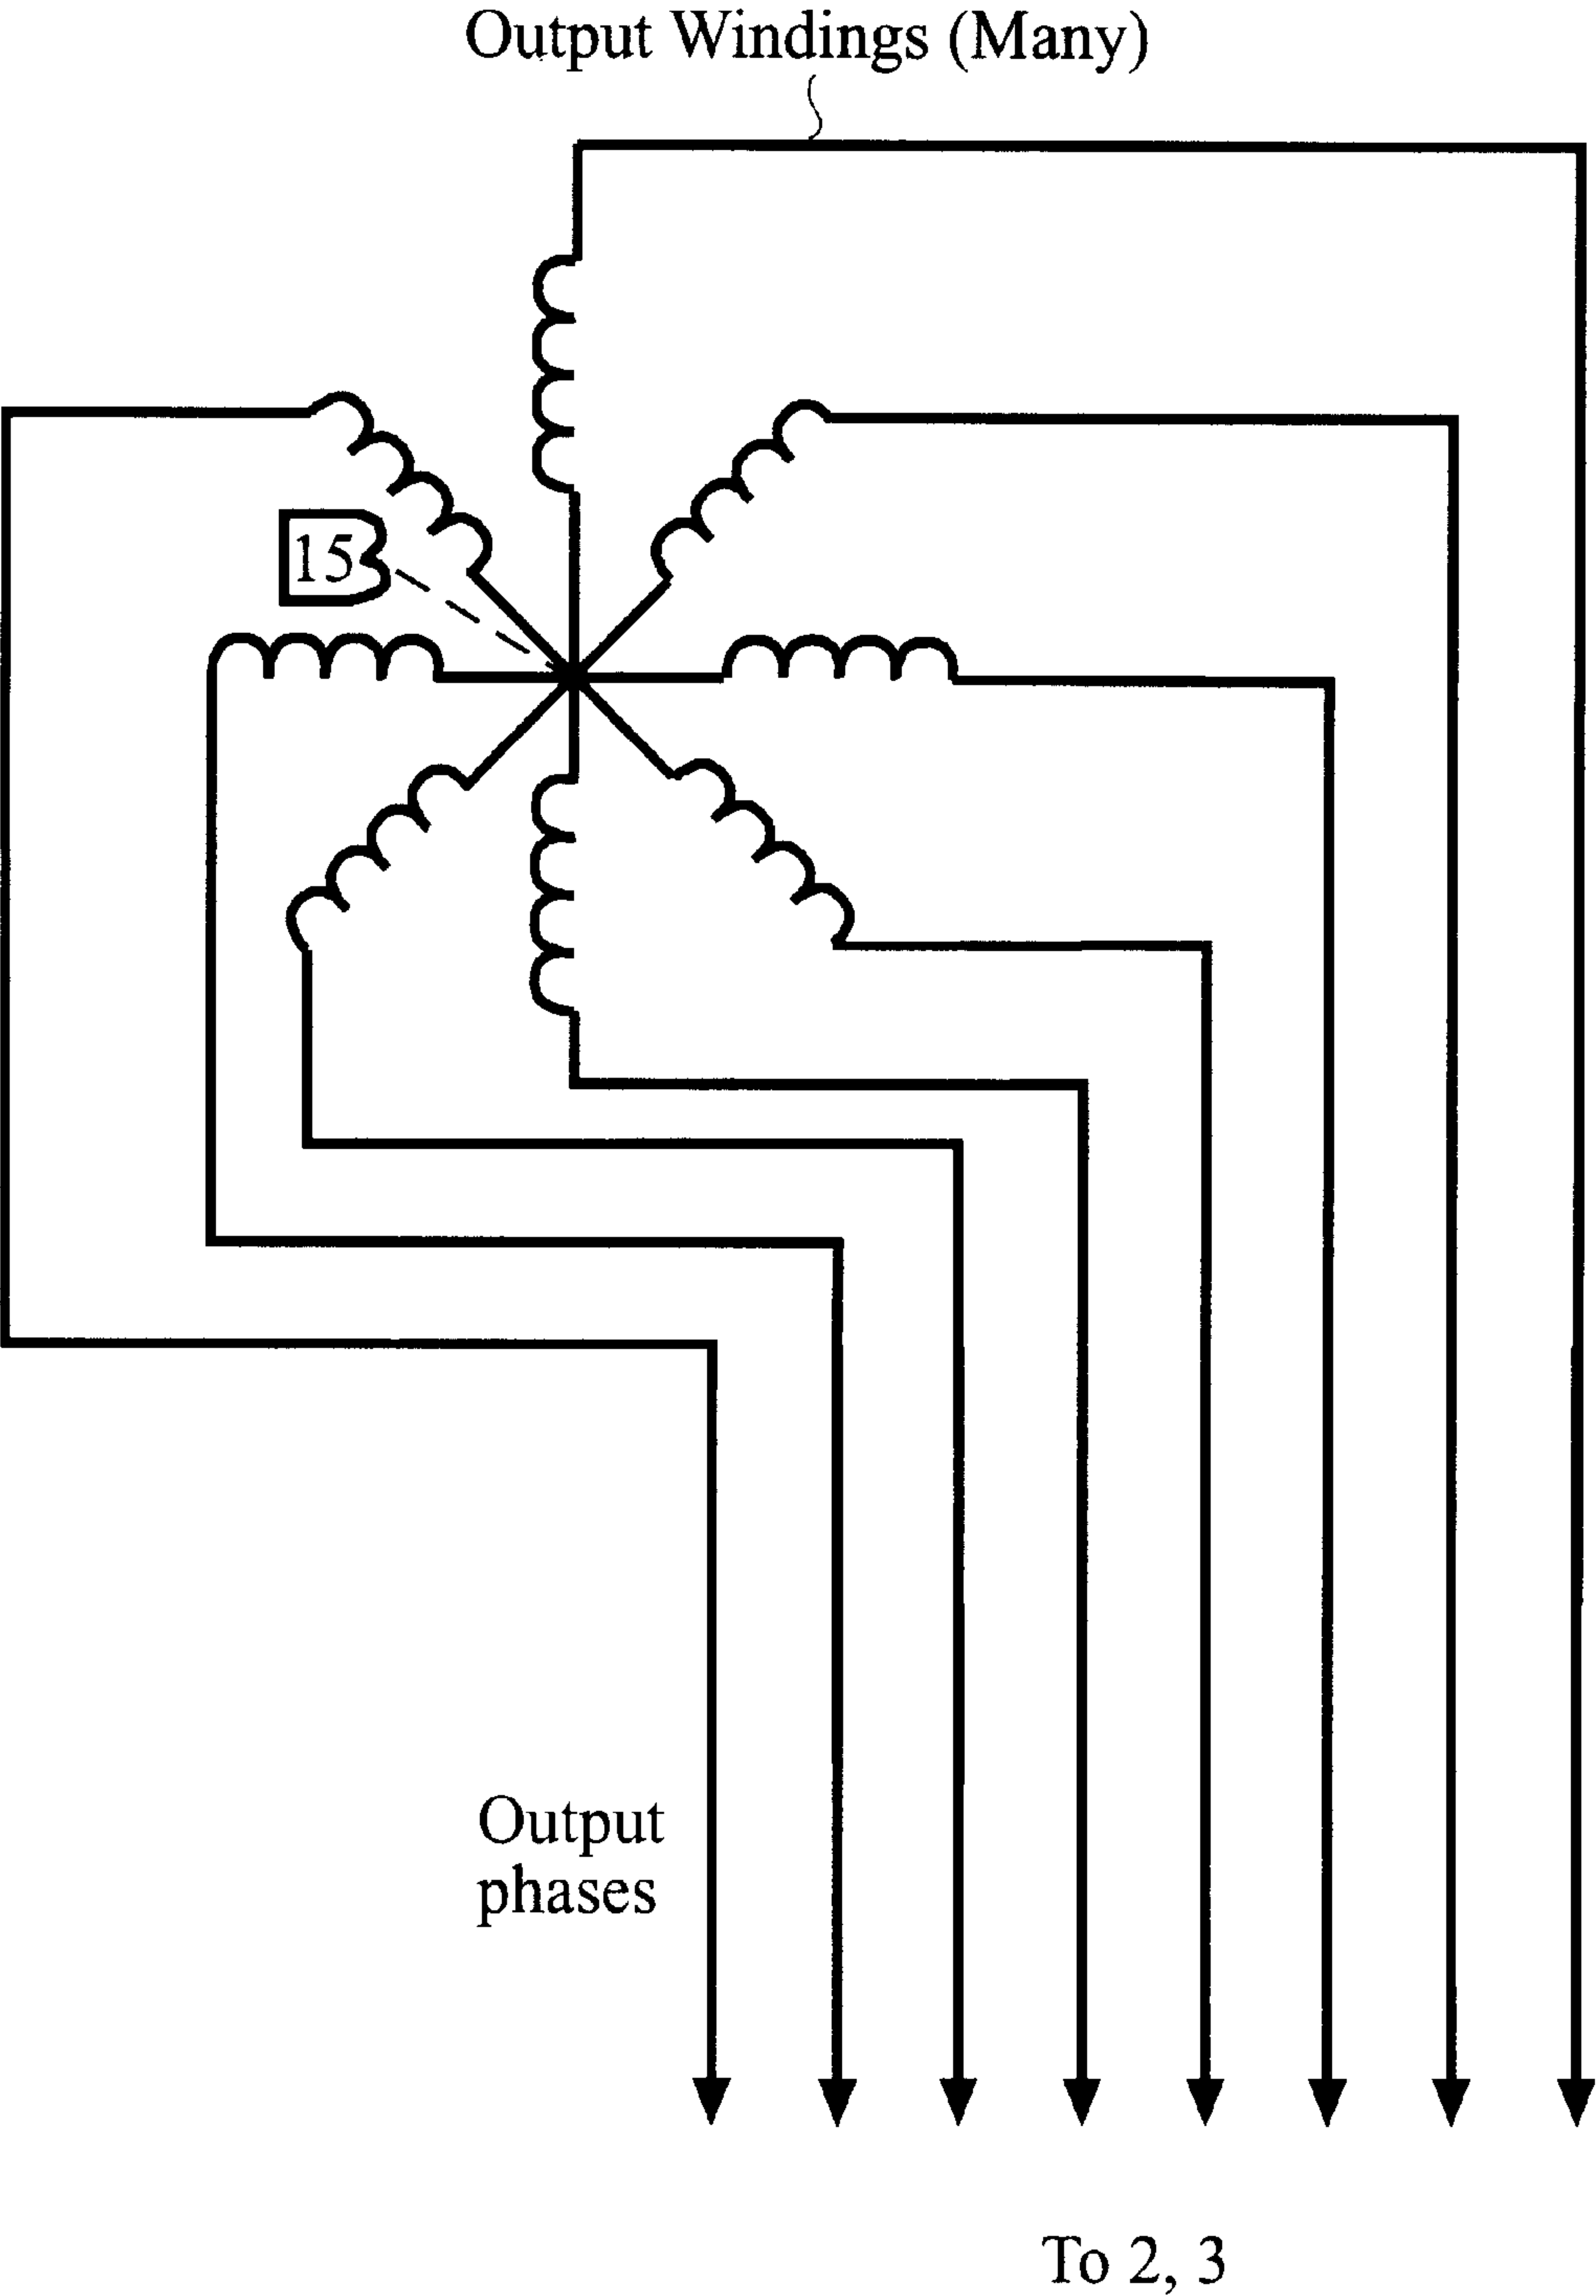 Output Windings (Many)
15
Output
phases
To 2, 3